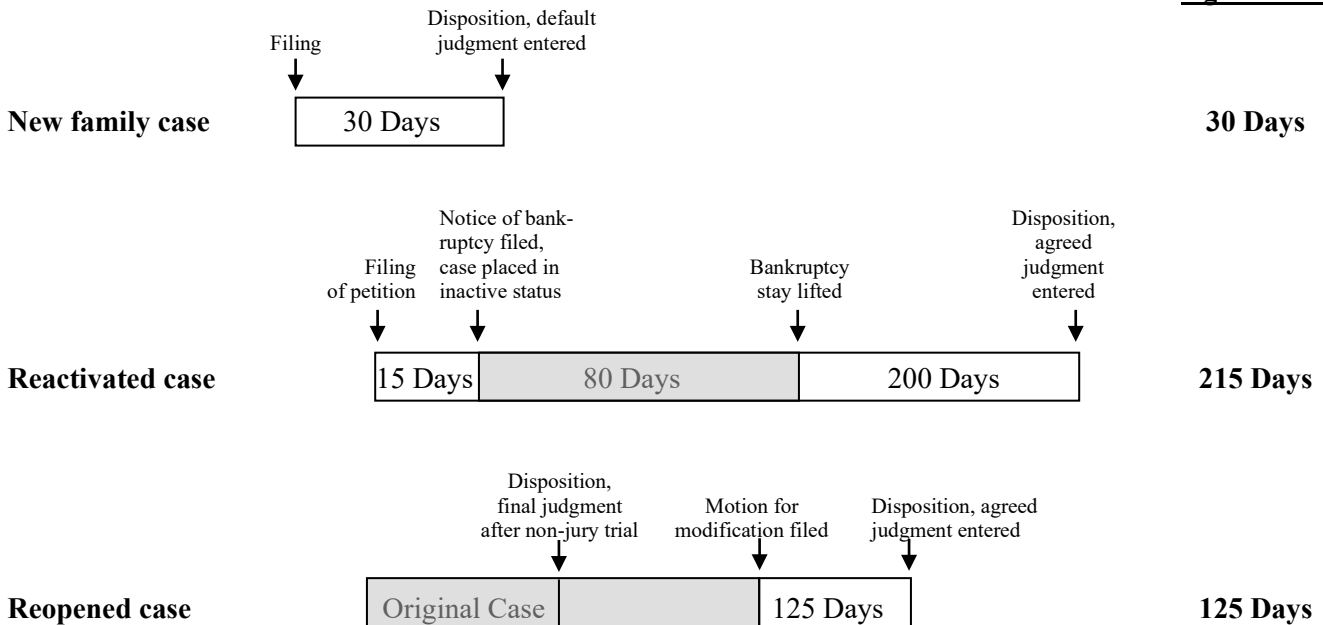 Filing
Disposition, default
judgment entered
New family case
30 Days
30 Days
Filing
of petition
Notice of bank-
ruptcy filed,
case placed in
inactive status
Bankruptcy
stay lifted
Disposition,
agreed
judgment
entered
Reactivated case
15 Days
80 Days
200 Days
215 Days
Disposition,
final judgment
after non-jury trial
Motion for
modification filed
Disposition, agreed
judgment entered
Reopened case
Original Case
125 Days
125 Days